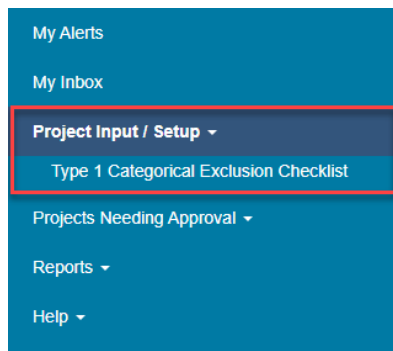 My Alerts
My Inbox
Project Input / Setup
Type 1 Categorical Exclusion Checklist
Projects Needing Approval
Reports
Help